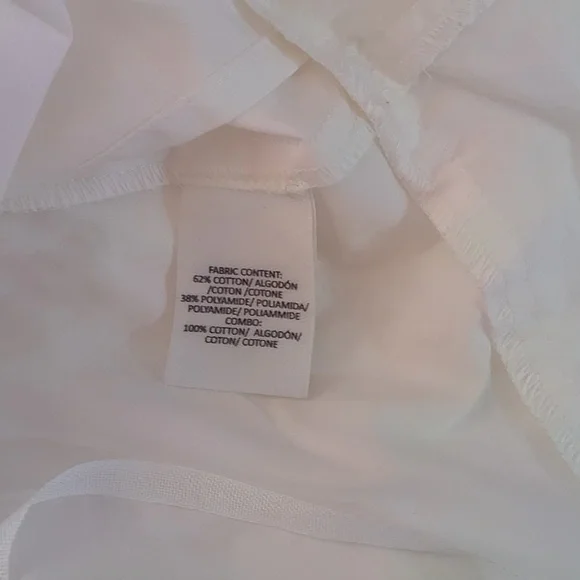 FABRIC CONTENT:
62% COTTON/ ALGODÓN
/COTON /COTONE
38% POLYAMIDE/ POLIAMIDA/
POLYAMIDE/ POLIAMMIDE
COMBO:
100% COTTON/ ALGODÓN/
COTON/ COTONE